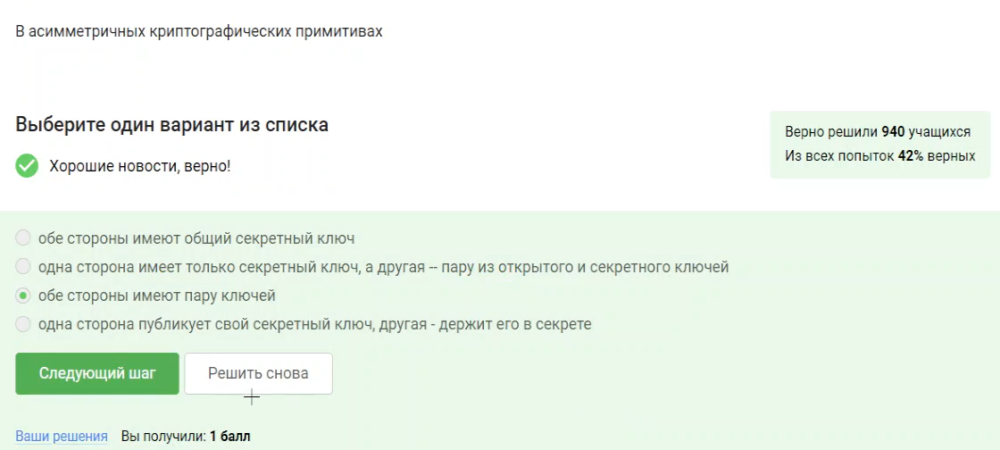 В асимметричных криптографических примитивах
Выберите один вариант из списка
Хорошие новости, верно!
Верно решили 940 учащихся
Из всех попыток 42% верных
обе стороны имеют общий секретный ключ
одна сторона имеет только секретный ключ, а другая -- пару из открытого и секретного ключей
обе стороны имеют пару ключей
одна сторона публикует свой секретный ключ, другая - держит его в секрете
Следующий шаг
Решить снова
Ваши решения Вы получили: 1 балл